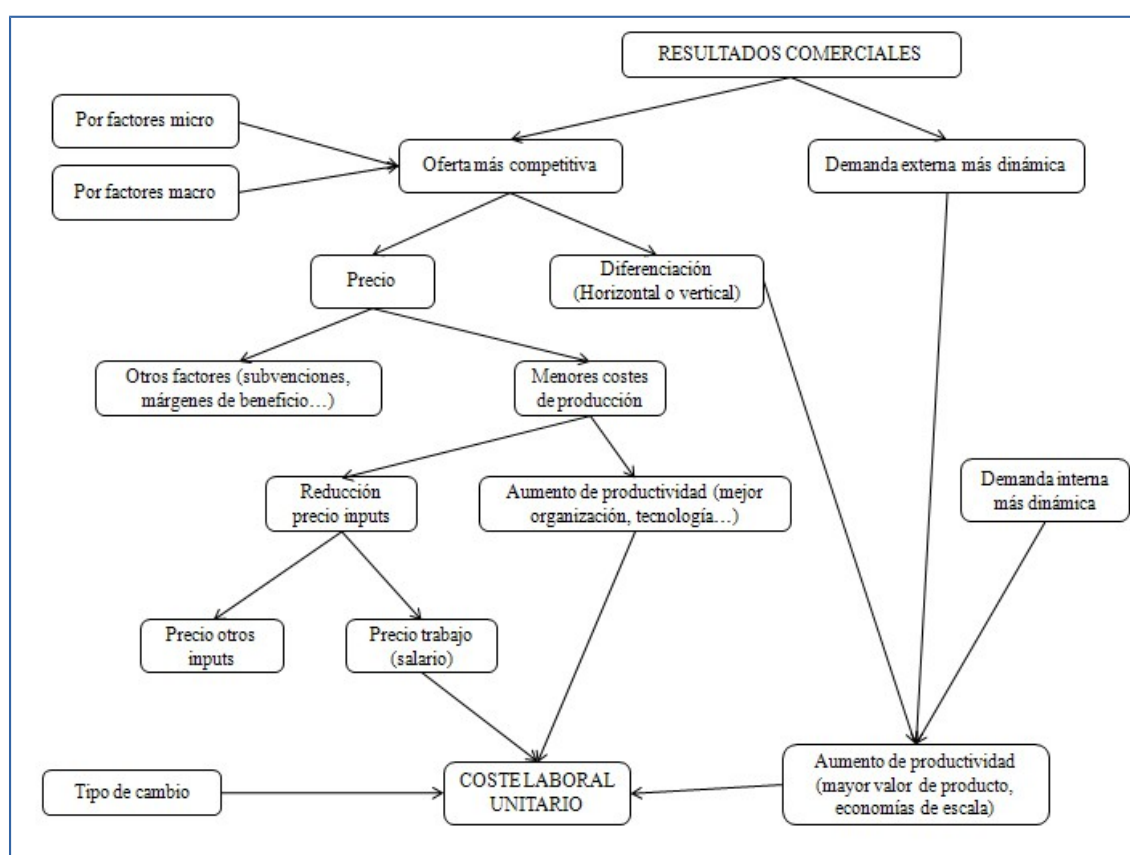 RESULTADOS COMERCIALES
Por factores micro
Oferta más competitiva
Demanda externa más dinámica
Por factores macro
Precio
Diferenciación
(Horizontal o vertical)
Otros factores (subvenciones,
márgenes de beneficio…)
Menores costes
de producción
Reducción
precio inputs
Aumento de productividad (mejor
organización, tecnología…)
Demanda interna
más dinámica
Precio otros
inputs
Precio trabajo
(salario)
Tipo de cambio
COSTE LABORAL
UNITARIO
Aumento de productividad
(mayor valor de producto,
economías de escala)